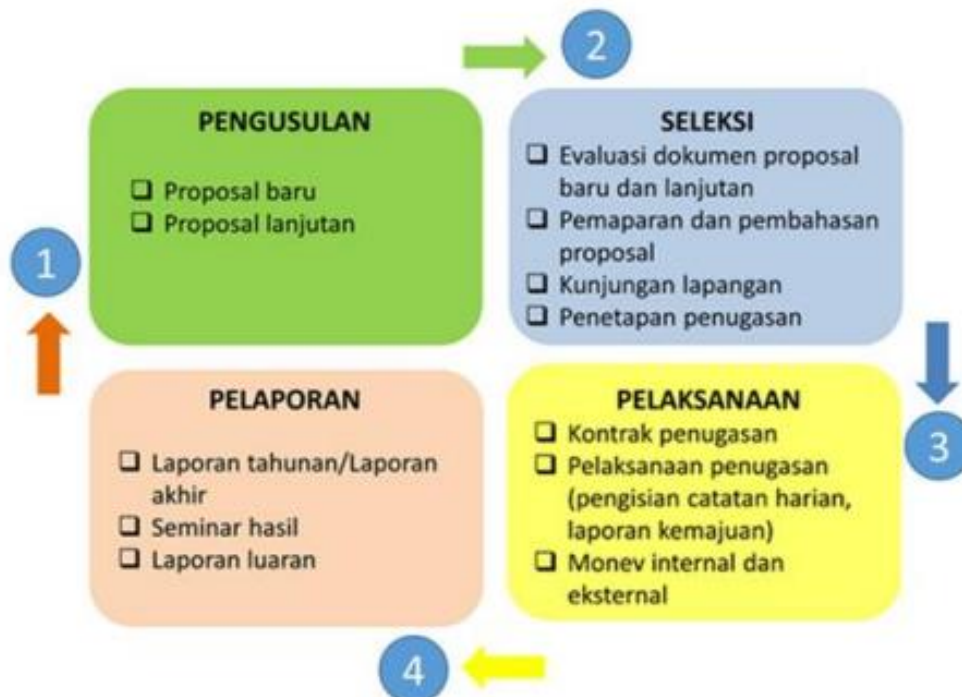 1
PENGUSULAN
❑ Proposal baru
❑ Proposal lanjutan
2
SELEKSI
❑ Evaluasi dokumen proposal
baru dan lanjutan
❑ Pemaparan dan pembahasan
proposal
❑ Kunjungan lapangan
❑ Penetapan penugasan
3
PELAKSANAAN
❑ Kontrak penugasan
❑ Pelaksanaan penugasan
(pengisian catatan harian,
laporan kemajuan)
❑ Monev internal dan
eksternal
4
PELAPORAN
❑ Laporan tahunan/Laporan
akhir
❑ Seminar hasil
❑ Laporan luaran